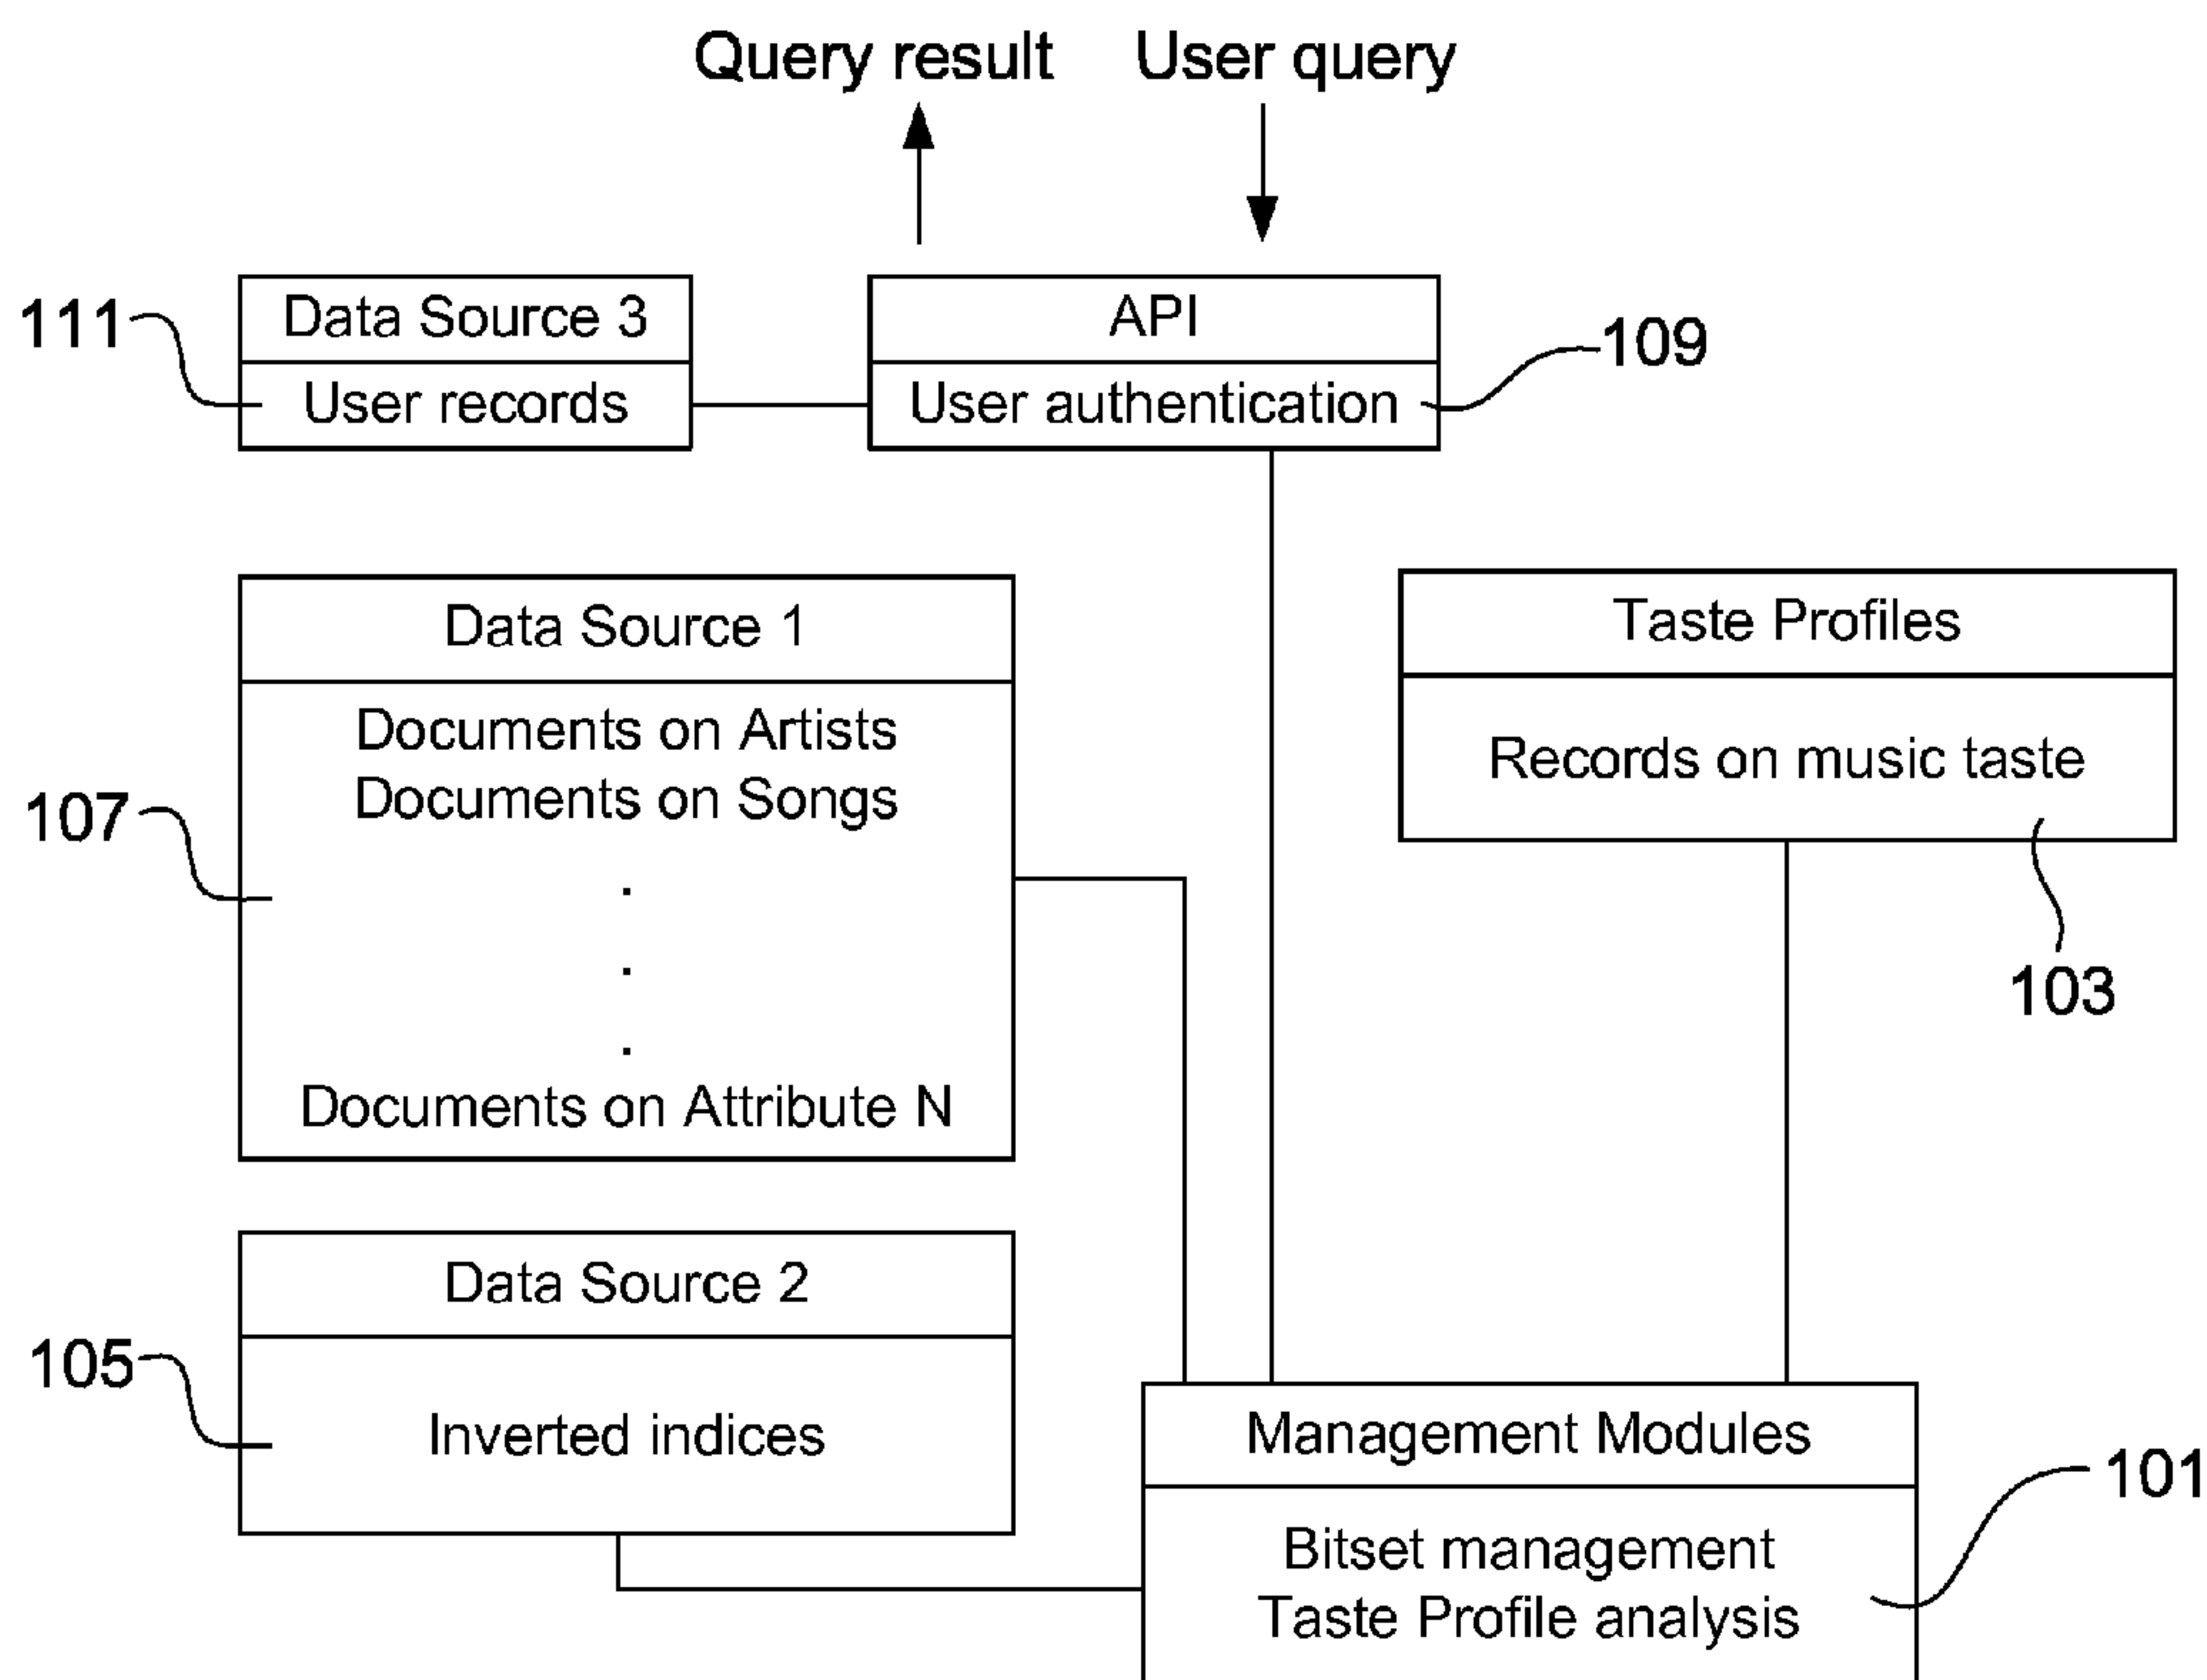 Query result User query
111
Data Source 3
User records
API
User authentication
109
Data Source 1
Documents on Artists
Documents on Songs
.
.
.
Documents on Attribute N
107
Taste Profiles
Records on music taste
103
Data Source 2
Inverted indices
105
Management Modules
Bitset management
Taste Profile analysis
101